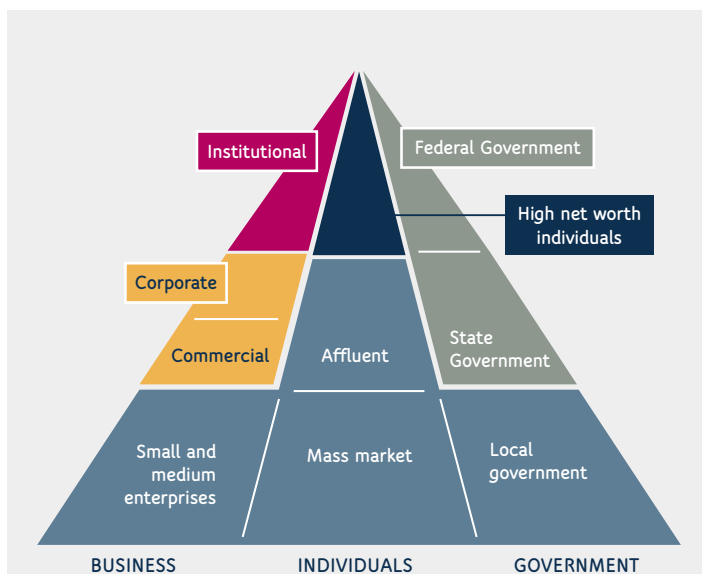 Institutional
Federal Government
High net worth
individuals
Corporate
Commercial
Affluent
State
Government
Small and
medium
enterprises
Mass market
Local
government
BUSINESS
INDIVIDUALS
GOVERNMENT